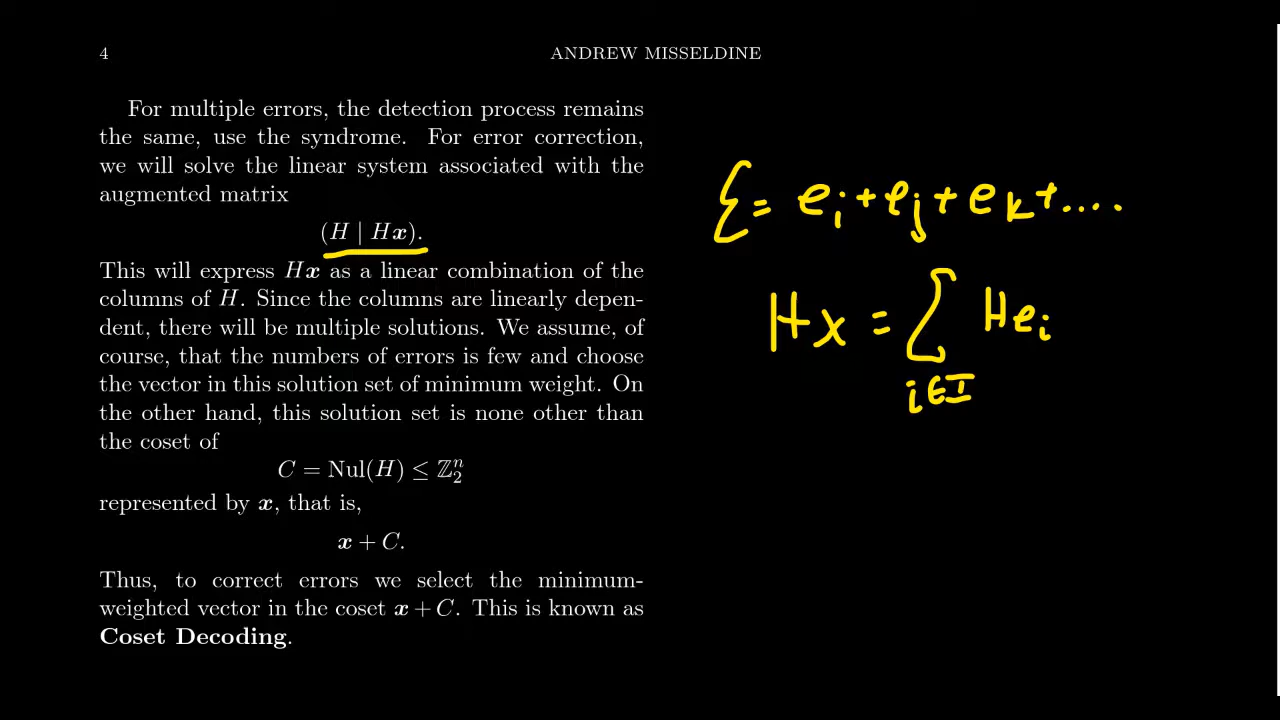 4 ANDREW MISSELDINE
For multiple errors, the detection process remains
the same, use the syndrome. For error correction,
we will solve the linear system associated with the
augmented matrix
(H | Hx).
This will express Hx as a linear combination of the
columns of H. Since the columns are linearly depen-
dent, there will be multiple solutions. We assume, of
course, that the numbers of errors is few and choose
the vector in this solution set of minimum weight. On
the other hand, this solution set is none other than
the coset of
C = Nul(H) ≤ ℤ₂ⁿ
represented by x, that is,
x + C.
Thus, to correct errors we select the minimum-
weighted vector in the coset x + C. This is known as
Coset Decoding.
ξ = eᵢ + eⱼ + eₖ + ....
Hx = Σ Heᵢ
i∈I